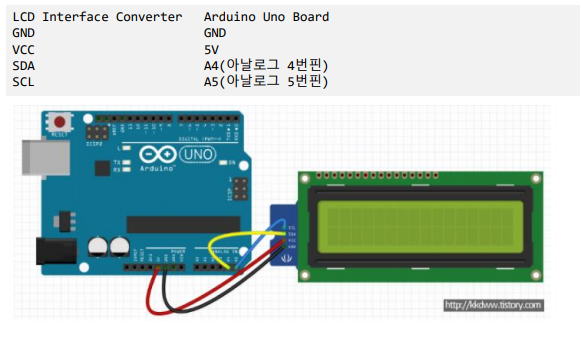 LCD Interface Converter Arduino Uno Board
GND GND
VCC 5V
SDA A4(아날로그 4번핀)
SCL A5(아날로그 5번핀)
RESET
ICSP2
DIGITAL (PWM~)
L
TX
RX
UNO
ON
Arduino™
ICSP
POWER
ANALOG IN
SCL
SDA
VCC
GND
http://kkdww.tistory.com